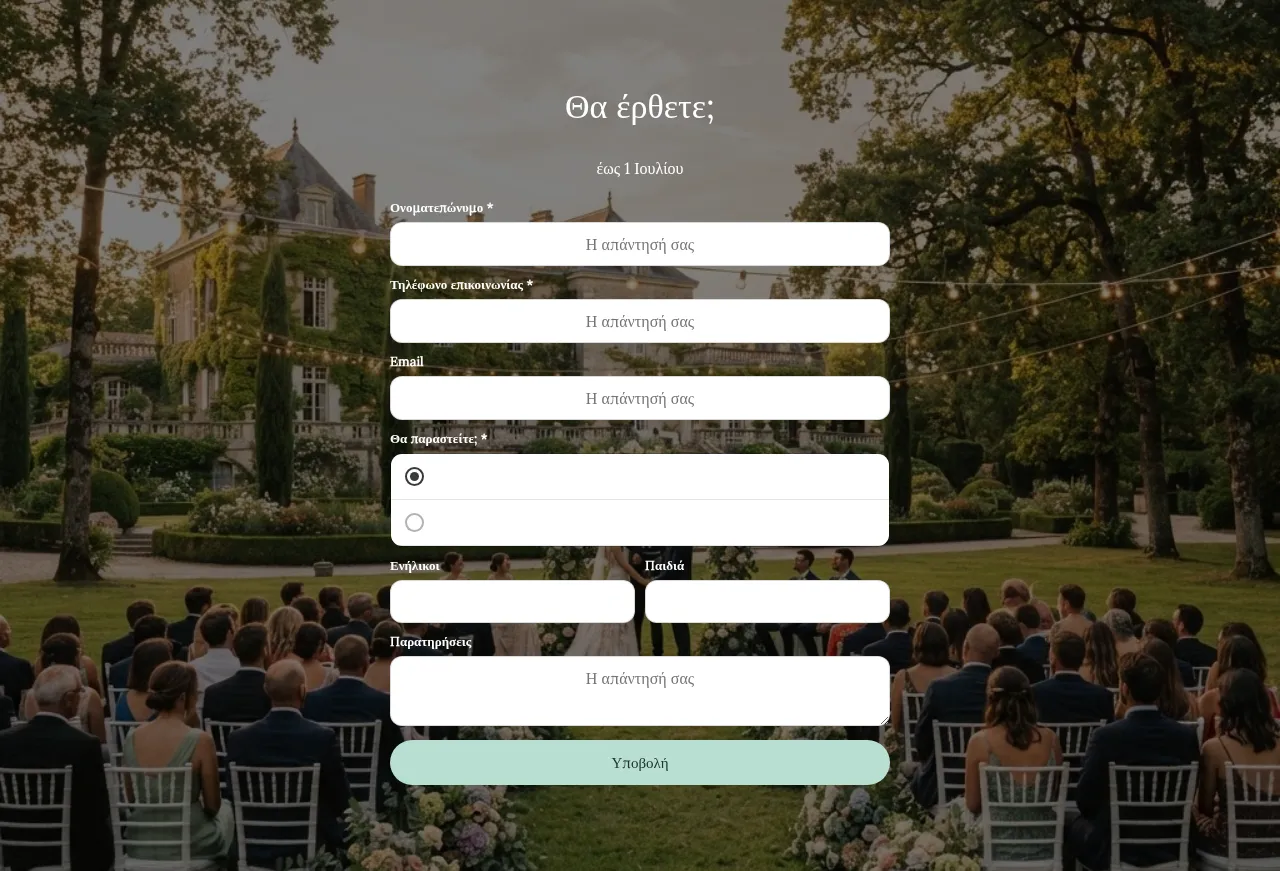 Θα έρθετε;
έως 1 Ιουλίου
Ονοματεπώνυμο *
Η απάντησή σας
Τηλέφωνο επικοινωνίας *
Η απάντησή σας
Email
Η απάντησή σας
Θα παραστείτε; *
Ενήλικοι
Παιδιά
Παρατηρήσεις
Η απάντησή σας
Υποβολή